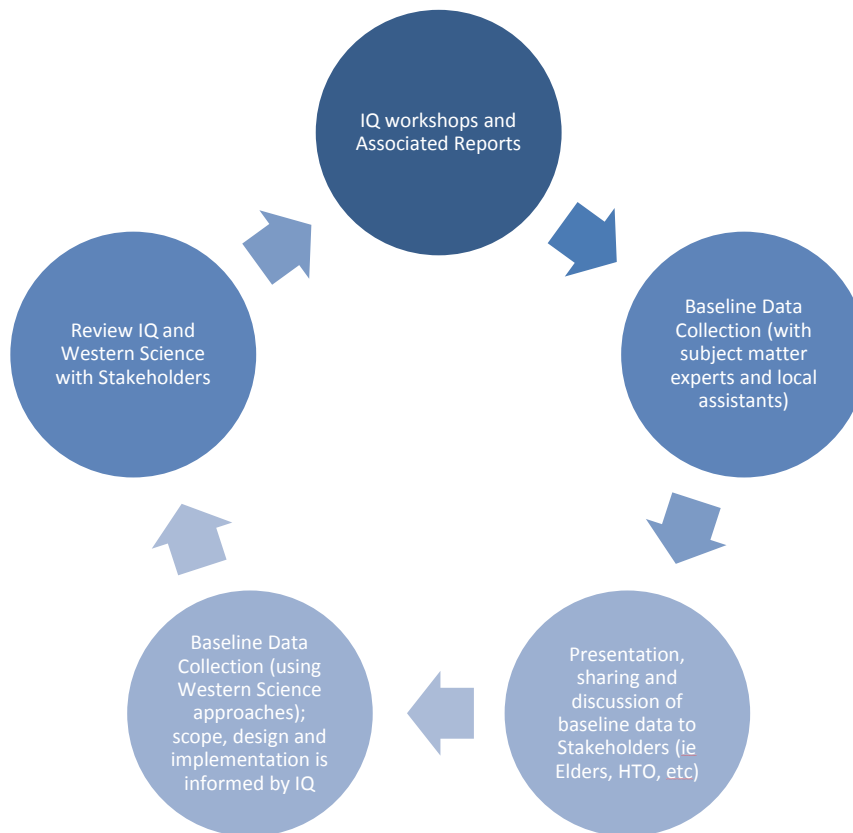 IQ workshops and
Associated Reports
Baseline Data
Collection (with
subject matter
experts and local
assistants)
Presentation,
sharing and
discussion of
baseline data to
Stakeholders (ie
Elders, HTO, etc)
Baseline Data
Collection (using
Western Science
approaches);
scope, design and
implementation is
informed by IQ
Review IQ and
Western Science
with Stakeholders